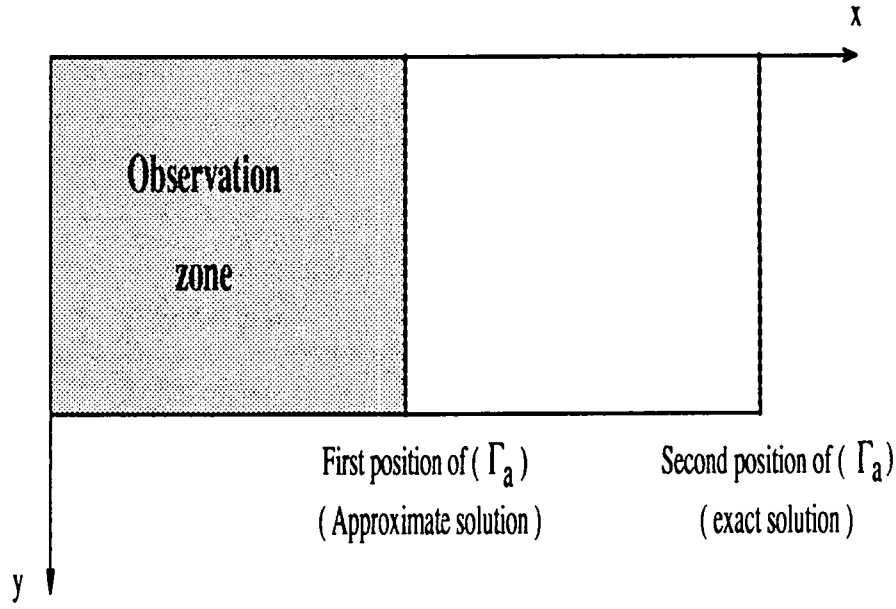 x
Observation
zone
First position of ( Γa )
( Approximate solution )
Second position of ( Γa )
( exact solution )
y